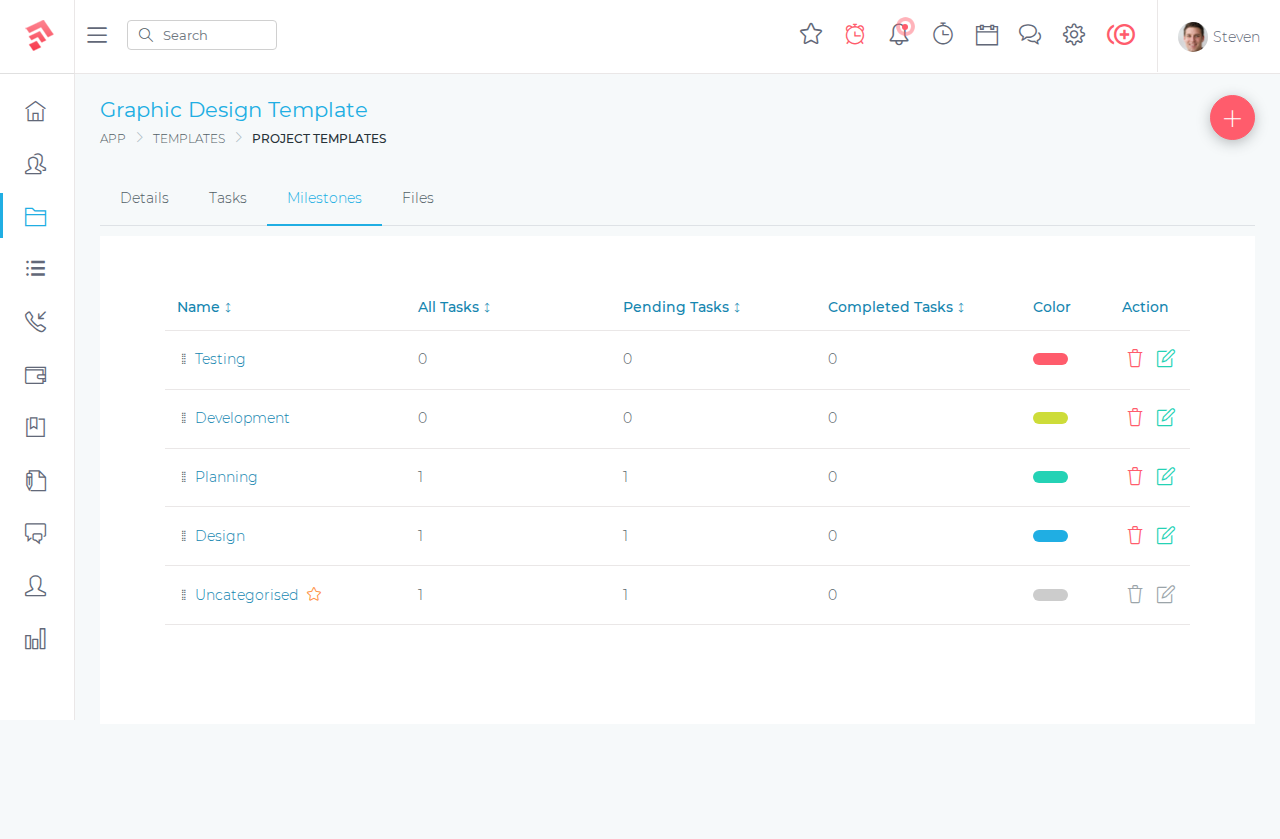 Search
Steven
Graphic Design Template
APP TEMPLATES PROJECT TEMPLATES
Details Tasks Milestones Files
Name All Tasks Pending Tasks Completed Tasks Color Action
Testing 0 0 0
Development 0 0 0
Planning 1 1 0
Design 1 1 0
Uncategorised 1 1 0